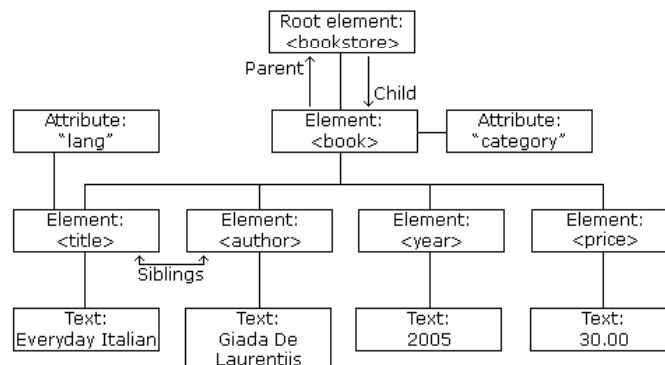 Root element:
<bookstore>
Parent
Child
Attribute:
"lang"
Element:
<book>
Attribute:
"category"
Element:
<title>
Element:
<author>
Element:
<year>
Element:
<price>
Siblings
Text:
Everyday Italian
Text:
Giada De
Laurentiis
Text:
2005
Text:
30.00